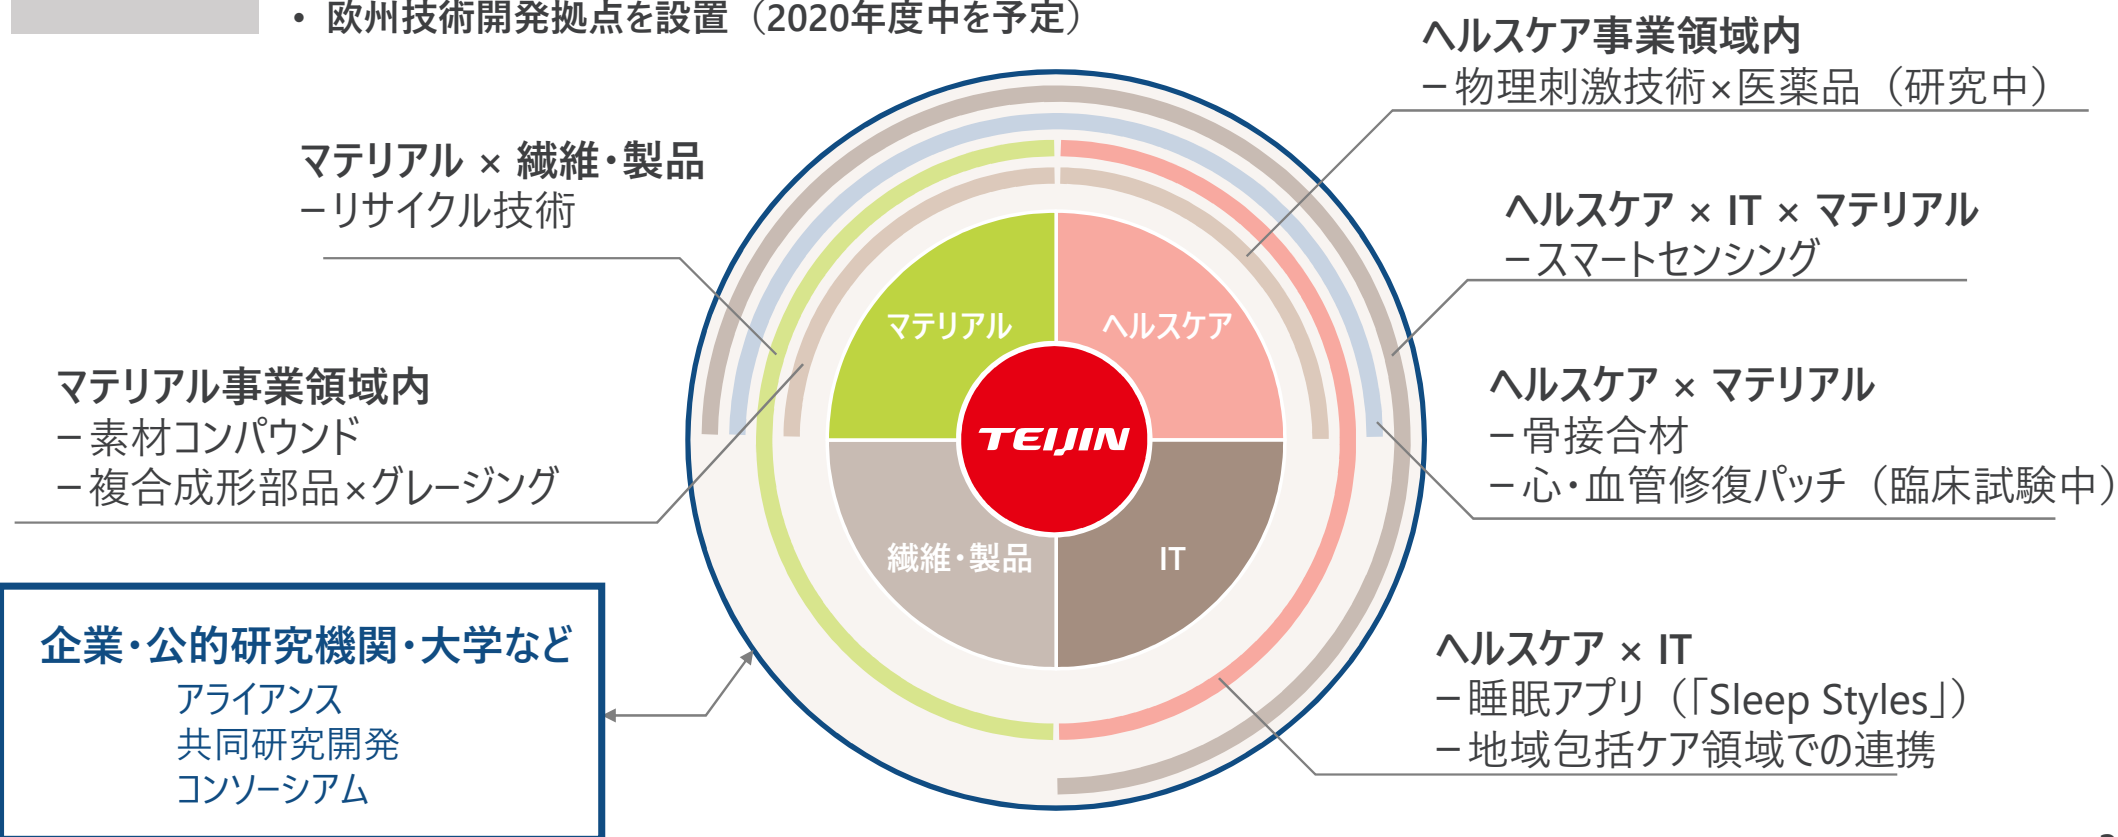 • 欧州技術開発拠点を設置（2020年度中を予定）
ヘルスケア事業領域内
－物理刺激技術×医薬品（研究中）
マテリアル × 繊維・製品
－リサイクル技術
ヘルスケア × IT × マテリアル
－スマートセンシング
マテリアル
ヘルスケア
マテリアル事業領域内
－素材コンパウンド
－複合成形部品×グレージング
ヘルスケア × マテリアル
－骨接合材
－心・血管修復パッチ（臨床試験中）
TEIJIN
繊維・製品
IT
企業・公的研究機関・大学など
アライアンス
共同研究開発
コンソーシアム
ヘルスケア × IT
－睡眠アプリ（「Sleep Styles」）
－地域包括ケア領域での連携